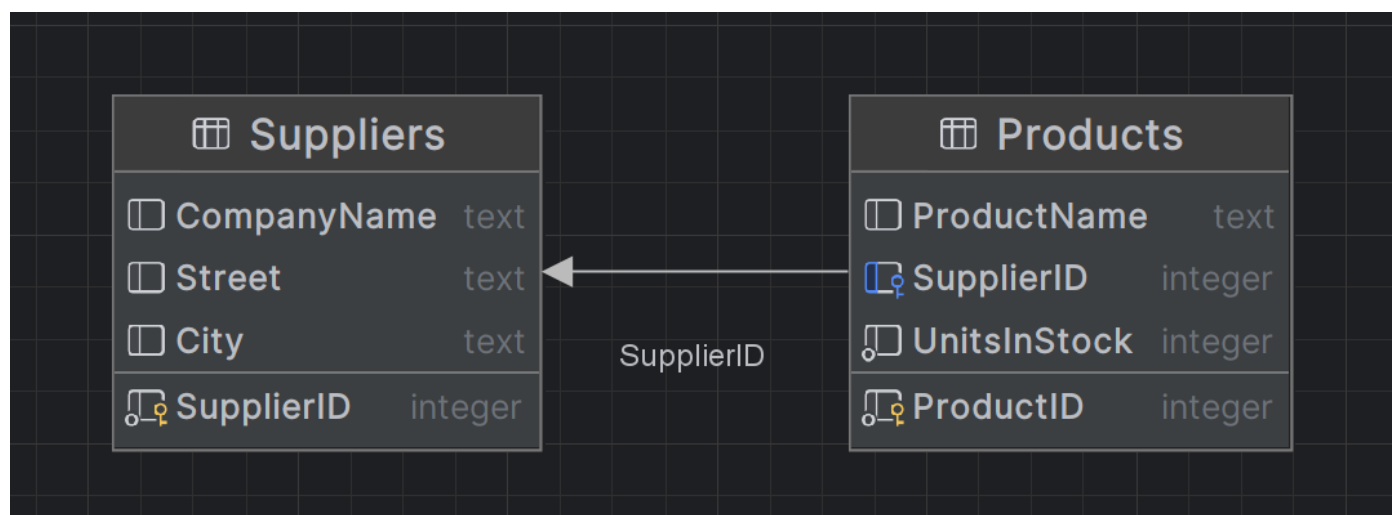 Suppliers
CompanyName text
Street text
City text
SupplierID integer
SupplierID
Products
ProductName text
SupplierID integer
UnitsInStock integer
ProductID integer